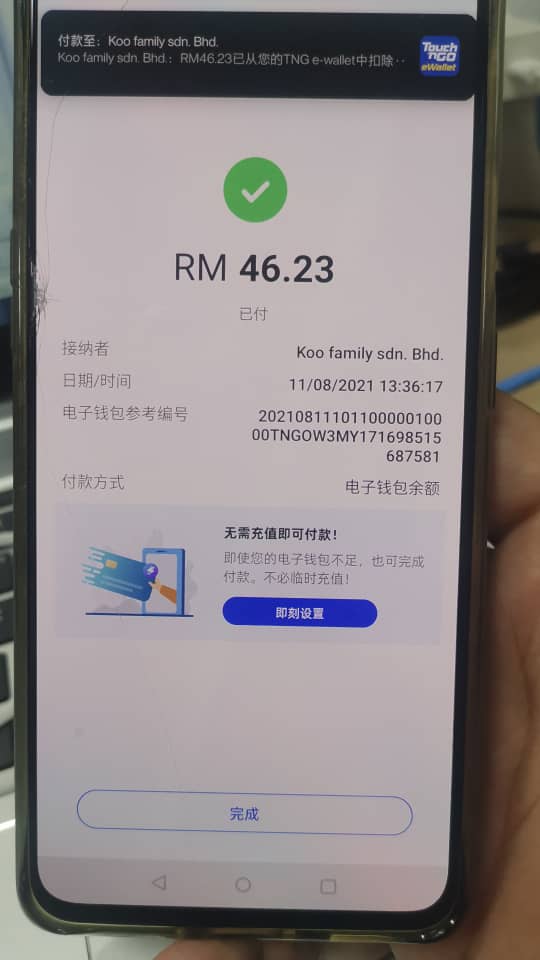 付款至：Koo family sdn. Bhd.
Koo family sdn. Bhd.：RM46.23已从您的TNG e-wallet中扣除··
Touch
'nGO
eWallet
RM 46.23
已付
接纳者
Koo family sdn. Bhd.
日期/时间
11/08/2021 13:36:17
电子钱包参考编号
20210811101100000100
00TNGOW3MY171698515
687581
付款方式
电子钱包余额
无需充值即可付款！
即使您的电子钱包不足，也可完成
付款。不必临时充值！
即刻设置
完成